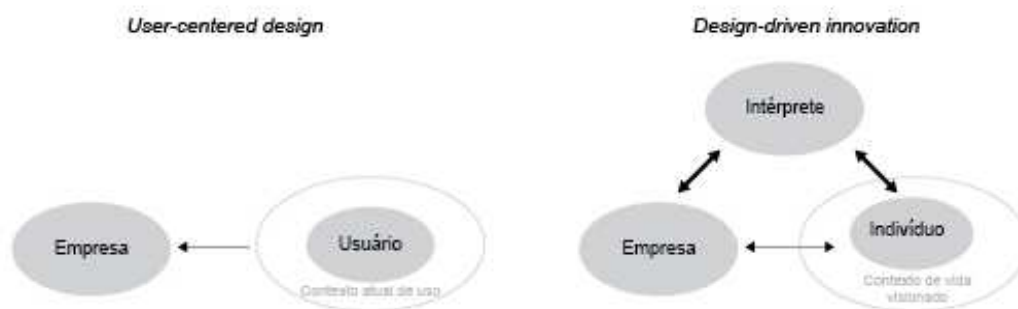 User-centered design
Design-driven innovation
Intérprete
Empresa
Usuário
Contexto atual de uso
Empresa
Indivíduo
Contexto de vida
visionado